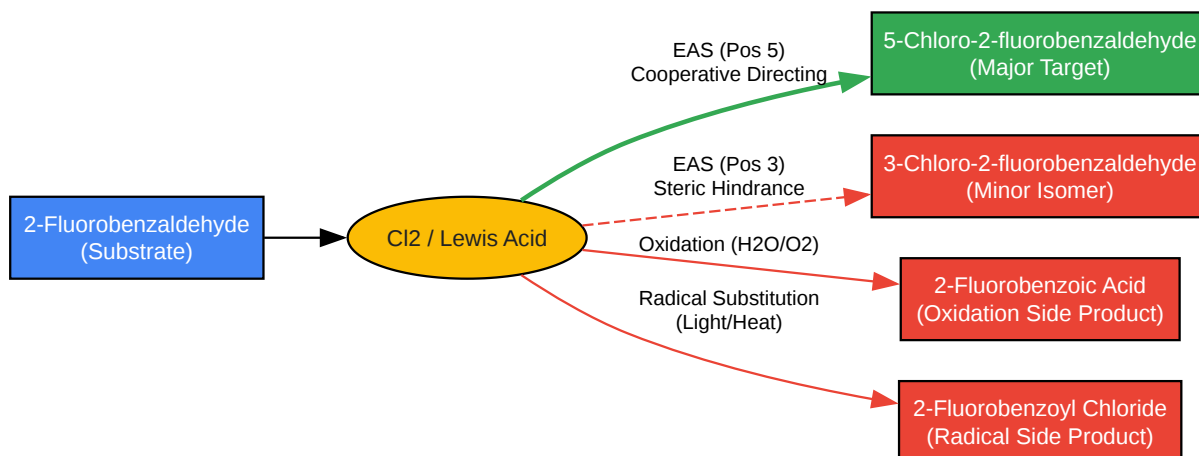 2-Fluorobenzaldehyde
(Substrate)
Cl2 / Lewis Acid
EAS (Pos 5)
Cooperative Directing
EAS (Pos 3)
Steric Hindrance
Oxidation (H2O/O2)
Radical Substitution
(Light/Heat)
5-Chloro-2-fluorobenzaldehyde
(Major Target)
3-Chloro-2-fluorobenzaldehyde
(Minor Isomer)
2-Fluorobenzoic Acid
(Oxidation Side Product)
2-Fluorobenzoyl Chloride
(Radical Side Product)